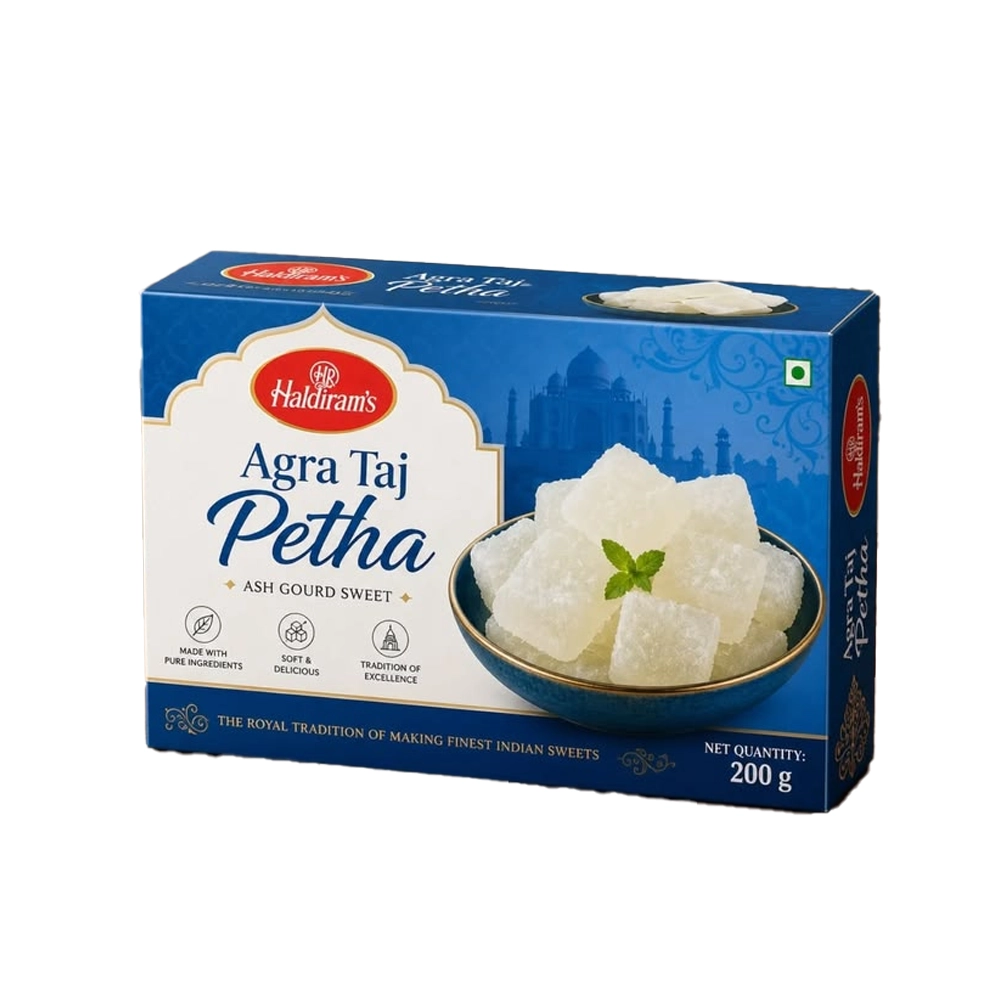 Haldiram's
Agra Taj
Petha
HR
Haldiram's
Agra Taj
Petha
ASH GOURD SWEET
MADE WITH
PURE INGREDIENTS
SOFT &
DELICIOUS
TRADITION OF
EXCELLENCE
THE ROYAL TRADITION OF MAKING FINEST INDIAN SWEETS
NET QUANTITY:
200 g
Haldiram's
Agra Taj
Petha